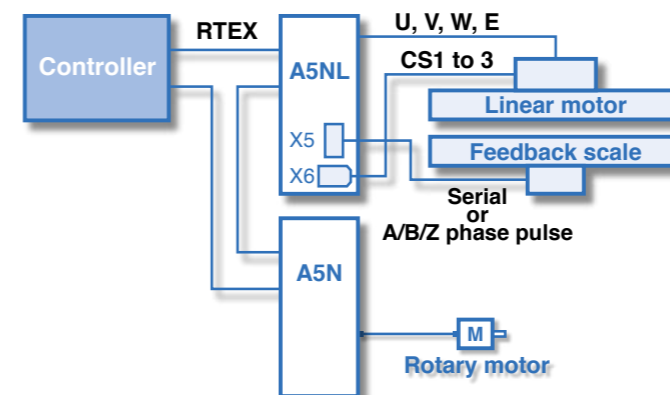 RTEX
U, V, W, E
Controller
A5NL
CS1 to 3
Linear motor
X5
Feedback scale
X6
Serial
or
A/B/Z phase pulse
A5N
M
Rotary motor